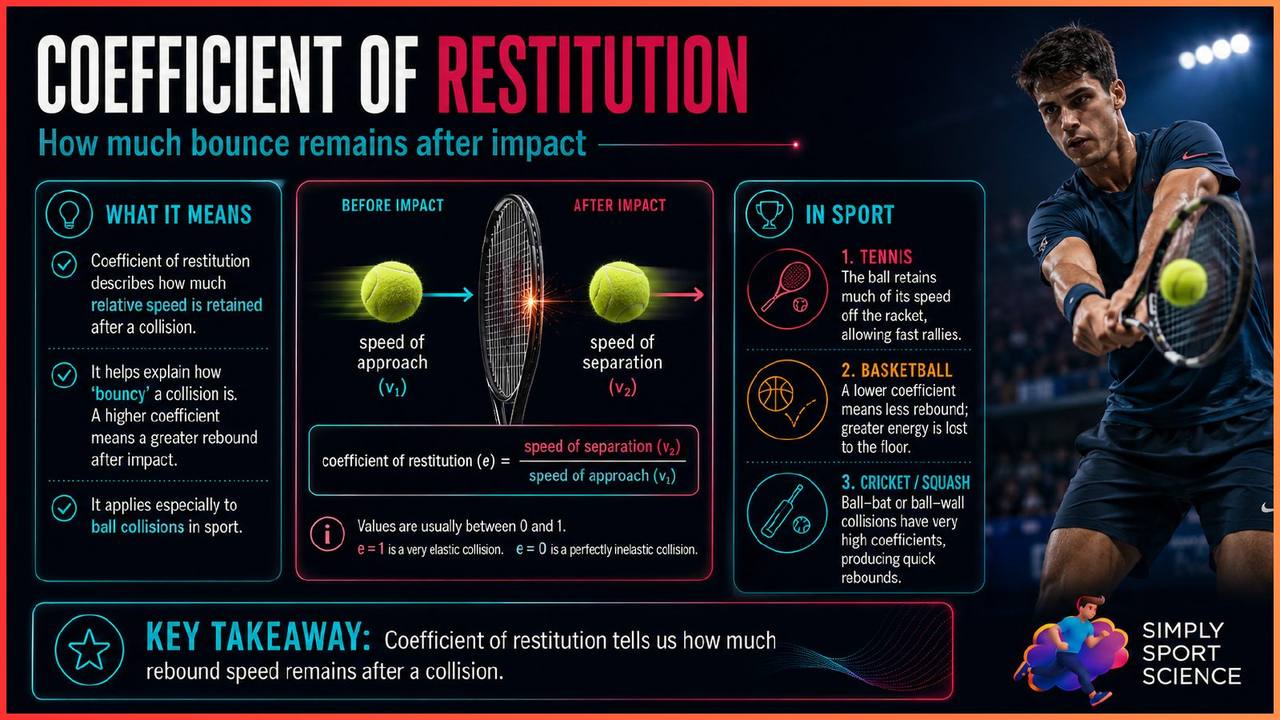 COEFFICIENT OF RESTITUTION
How much bounce remains after impact
WHAT IT MEANS
Coefficient of restitution
describes how much
relative speed is retained
after a collision.
It helps explain how
‘bouncy’ a collision is.
A higher coefficient
means a greater rebound
after impact.
It applies especially to
ball collisions in sport.
BEFORE IMPACT
AFTER IMPACT
speed of
approach
(v₁)
speed of
separation
(v₂)
coefficient of restitution (e) =
speed of separation (v₂)
speed of approach (v₁)
i
Values are usually between 0 and 1.
e = 1 is a very elastic collision. e = 0 is a perfectly inelastic collision.
IN SPORT
1. TENNIS
The ball retains
much of its speed
off the racket,
allowing fast rallies.
2. BASKETBALL
A lower coefficient
means less rebound;
greater energy is lost
to the floor.
3. CRICKET / SQUASH
Ball–bat or ball–wall
collisions have very
high coefficients,
producing quick
rebounds.
KEY TAKEAWAY: Coefficient of restitution tells us how much
rebound speed remains after a collision.
SIMPLY
SPORT
SCIENCE